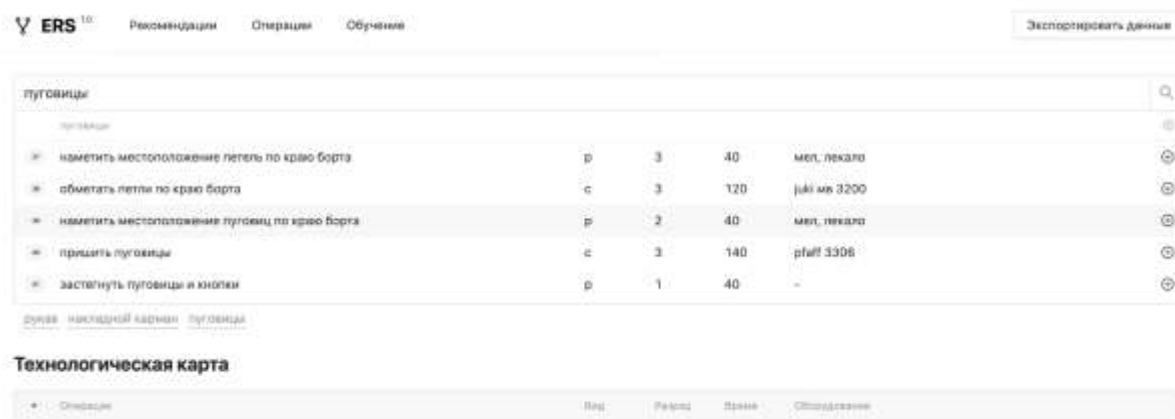 ERS 1.0 Рекомендации Операции Обучение Экспортировать данные
пуговицы
пуговицы
наметить местоположение петель по краю борта р 3 40 мел, лекало
обметать петли по краю борта с 3 120 juki мв 3200
наметить местоположение пуговиц по краю борта р 2 40 мел, лекало
пришить пуговицы с 3 140 pfaff 3306
застегнуть пуговицы и кнопки р 1 40 -
рукав накладной карман пуговицы
Технологическая карта
Операция Вид Разряд Время Оборудование